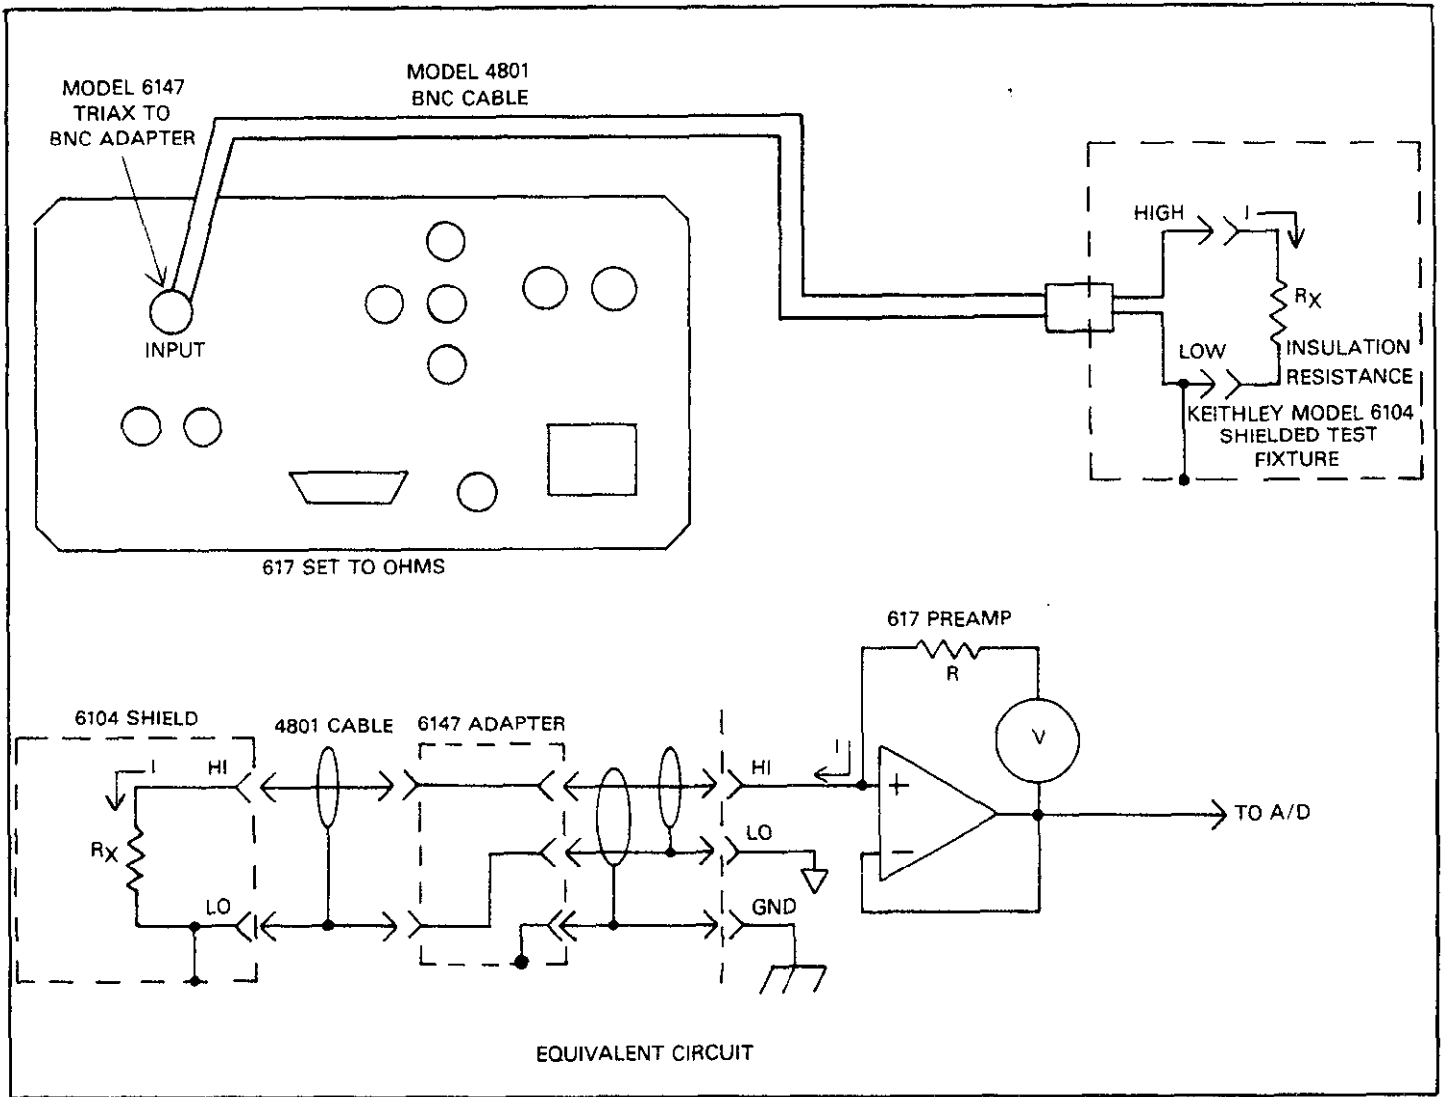 MODEL 6147
TRIAX TO
BNC ADAPTER
MODEL 4801
BNC CABLE
INPUT
617 SET TO OHMS
HIGH
I
RX
LOW
INSULATION
RESISTANCE
KEITHLEY MODEL 6104
SHIELDED TEST
FIXTURE
617 PREAMP
R
V
6104 SHIELD
4801 CABLE
6147 ADAPTER
I
HI
RX
LO
HI
I
LO
GND
+
−
TO A/D
EQUIVALENT CIRCUIT